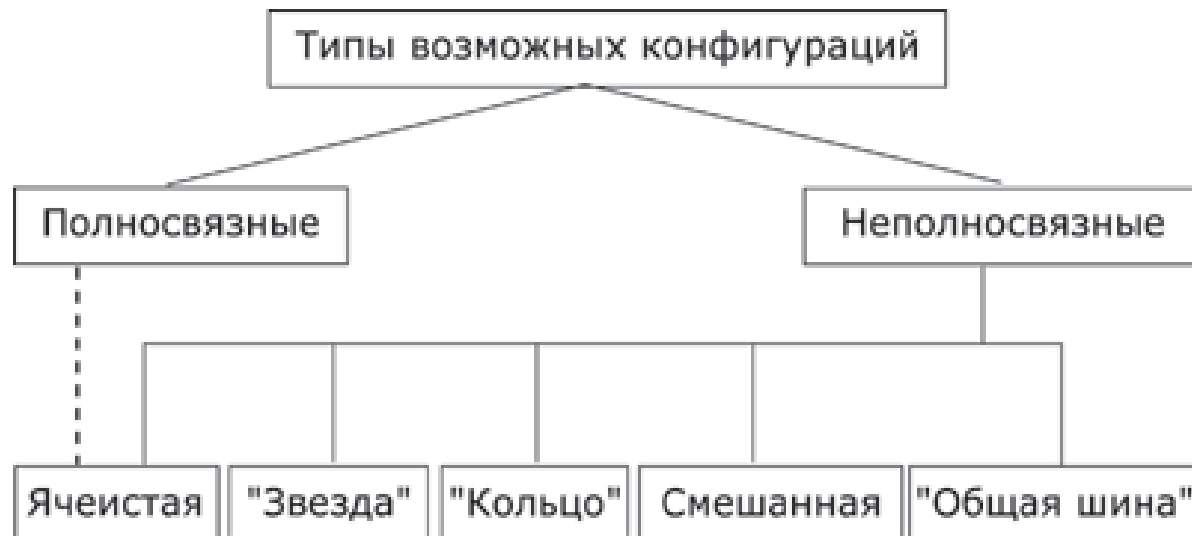 Типы возможных конфигураций
Полносвязные
Неполносвязные
Ячеистая
"Звезда"
"Кольцо"
Смешанная
"Общая шина"